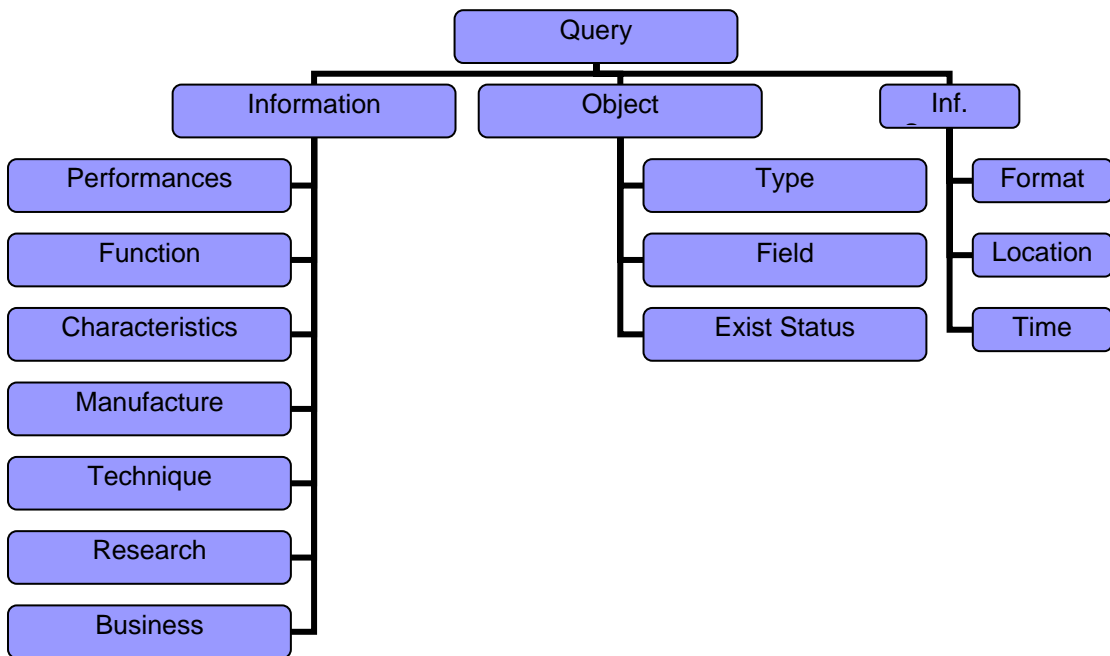 Query
Information
Object
Inf.
Performances
Function
Characteristics
Manufacture
Technique
Research
Business
Type
Field
Exist Status
Format
Location
Time